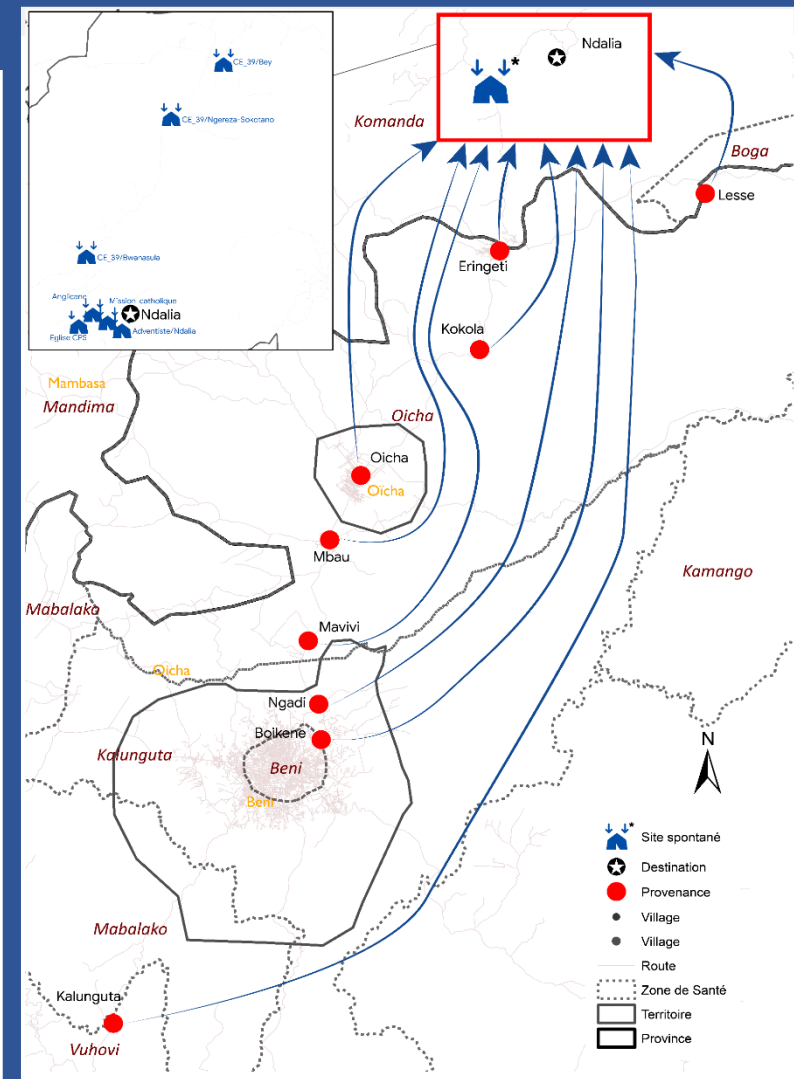 CE_39/Bey
CE_39/Ngereza-Sokotano
CE_39/Bwanasula
Anglicane
Mission catholique
Ndalia
Eglise CPS
Adventiste/Ndalia
*
Ndalia
Komanda
Boga
Lesse
Eringeti
Kokola
Mambasa
Mandima
Oicha
Oicha
Oïcha
Mbau
Kamango
Mabalako
Mavivi
Oicha
Ngadi
Boikene
Kalunguta
Beni
Beni
N
Mabalako
Kalunguta
Vuhovi
* Site spontané
Destination
Provenance
Village
Village
Route
Zone de Santé
Territoire
Province